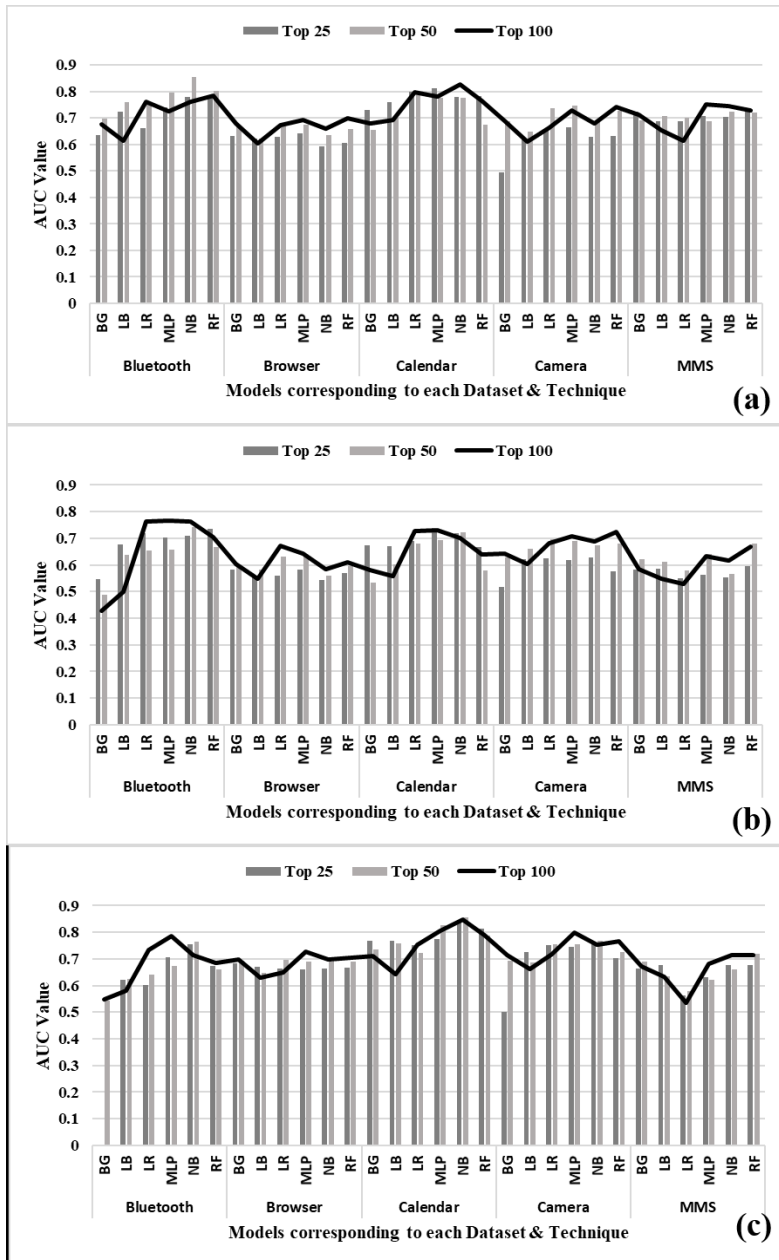 Top 25 Top 50 Top 100
0.9
0.8
0.7
0.6
0.5
0.4
0.3
0.2
0.1
0
AUC Value
BG LB LR MLP NB RF BG LB LR MLP NB RF BG LB LR MLP NB RF BG LB LR MLP NB RF BG LB LR MLP NB RF
Bluetooth Browser Calendar Camera MMS
Models corresponding to each Dataset & Technique
(a)
Top 25 Top 50 Top 100
0.9
0.8
0.7
0.6
0.5
0.4
0.3
0.2
0.1
0
AUC Value
BG LB LR MLP NB RF BG LB LR MLP NB RF BG LB LR MLP NB RF BG LB LR MLP NB RF BG LB LR MLP NB RF
Bluetooth Browser Calendar Camera MMS
Models corresponding to each Dataset & Technique
(b)
Top 25 Top 50 Top 100
0.9
0.8
0.7
0.6
0.5
0.4
0.3
0.2
0.1
0
AUC Value
BG LB LR MLP NB RF BG LB LR MLP NB RF BG LB LR MLP NB RF BG LB LR MLP NB RF BG LB LR MLP NB RF
Bluetooth Browser Calendar Camera MMS
Models corresponding to each Dataset & Technique
(c)